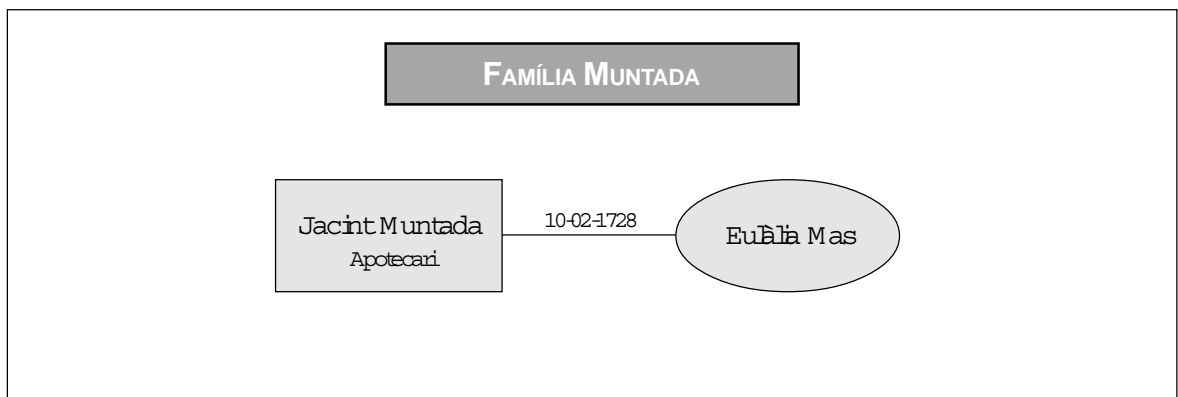 FAMÍLIA MUNTADA
Jacint Muntada
Apotecari
10-02-1728
Eulàlia Mas